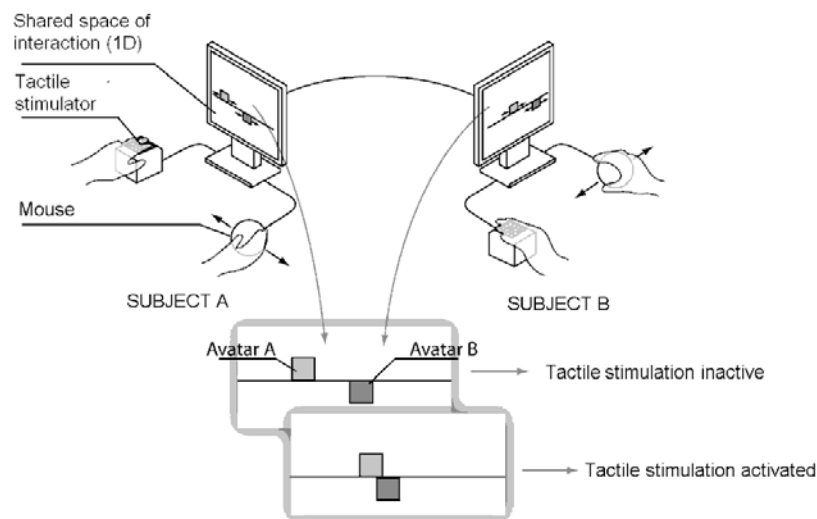 Shared space of
interaction (1D)
Tactile
stimulator
Mouse
SUBJECT A
SUBJECT B
Avatar A
Avatar B
Tactile stimulation inactive
Tactile stimulation activated